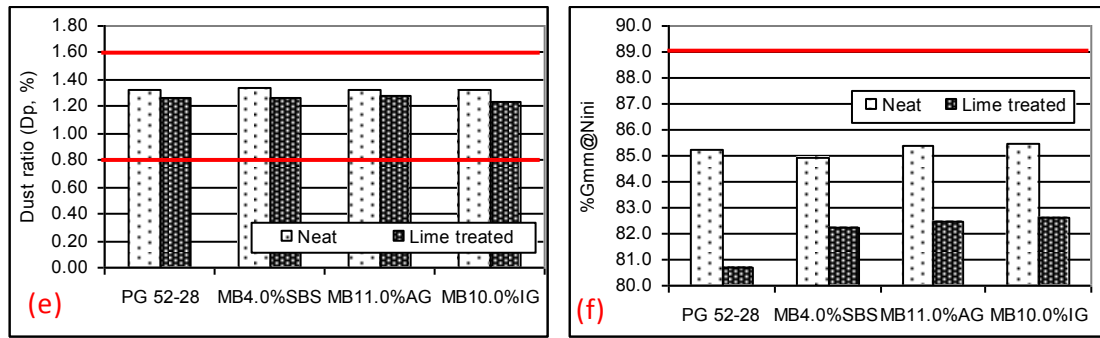 1.80
1.60
1.40
1.20
1.00
0.80
0.60
0.40
0.20
0.00
Dust ratio (Dp, %)
Neat Lime treated
PG 52-28 MB4.0%SBS MB11.0%AG MB10.0%IG
(e)
90.0
89.0
88.0
87.0
86.0
85.0
84.0
83.0
82.0
81.0
80.0
%Gmm@Nini
Neat Lime treated
PG 52-28 MB4.0%SBS MB11.0%AG MB10.0%IG
(f)